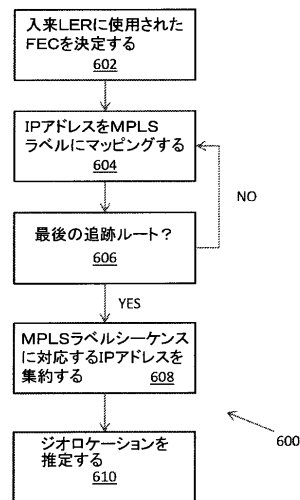 入来LERに使用された
FECを決定する
602
IPアドレスをMPLS
ラベルにマッピングする
604
NO
最後の追跡ルート?
606
YES
MPLSラベルシーケンス
に対応するIPアドレスを
集約する 608
600
ジオロケーションを
推定する
610